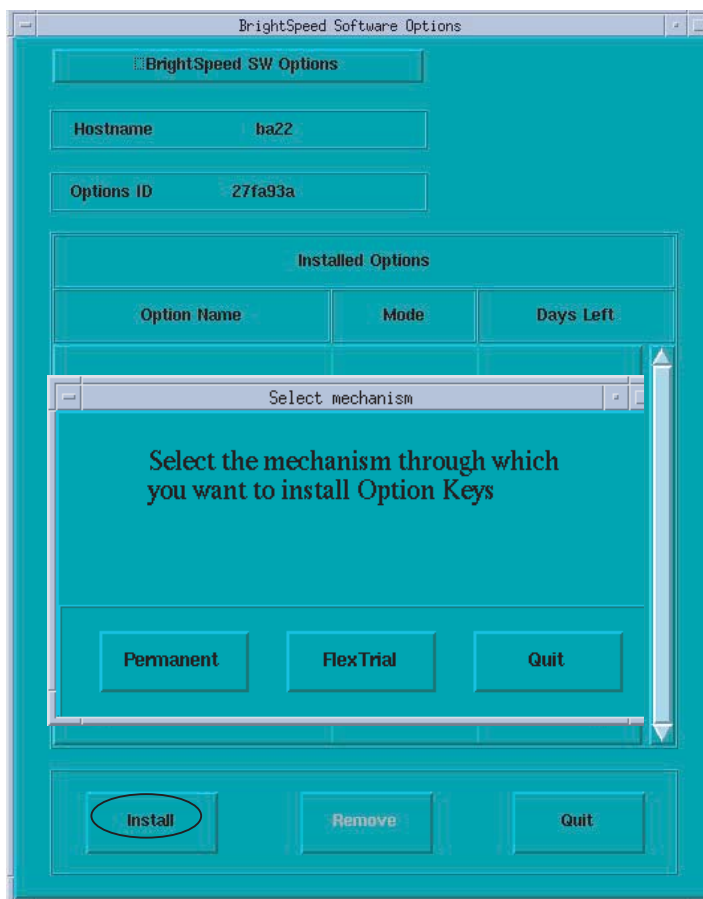 BrightSpeed Software Options
BrightSpeed SW Options
Hostname ba22
Options ID 27fa93a
Installed Options
Option Name Mode Days Left
Select mechanism
Select the mechanism through which
you want to install Option Keys
Permanent FlexTrial Quit
Install Remove Quit